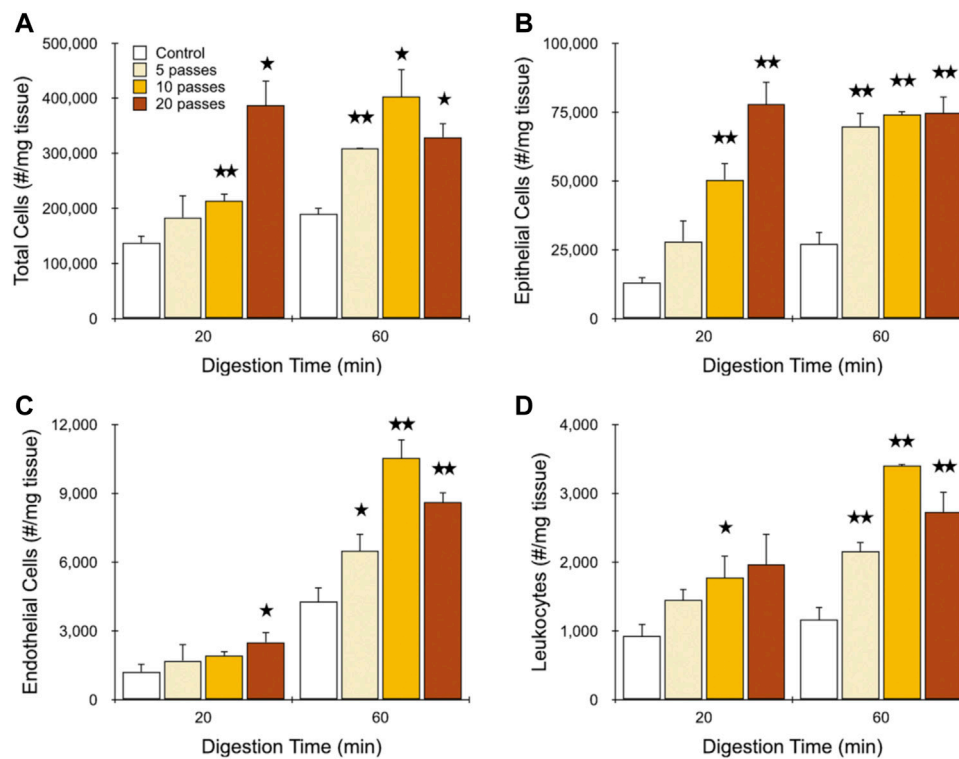 A
Total Cells (#/mg tissue)
500,000
400,000
300,000
200,000
100,000
0
Control
5 passes
10 passes
20 passes
20
60
Digestion Time (min)
B
Epithelial Cells (#/mg tissue)
100,000
75,000
50,000
25,000
0
20
60
Digestion Time (min)
C
Endothelial Cells (#/mg tissue)
12,000
9,000
6,000
3,000
0
20
60
Digestion Time (min)
D
Leukocytes (#/mg tissue)
4,000
3,000
2,000
1,000
0
20
60
Digestion Time (min)